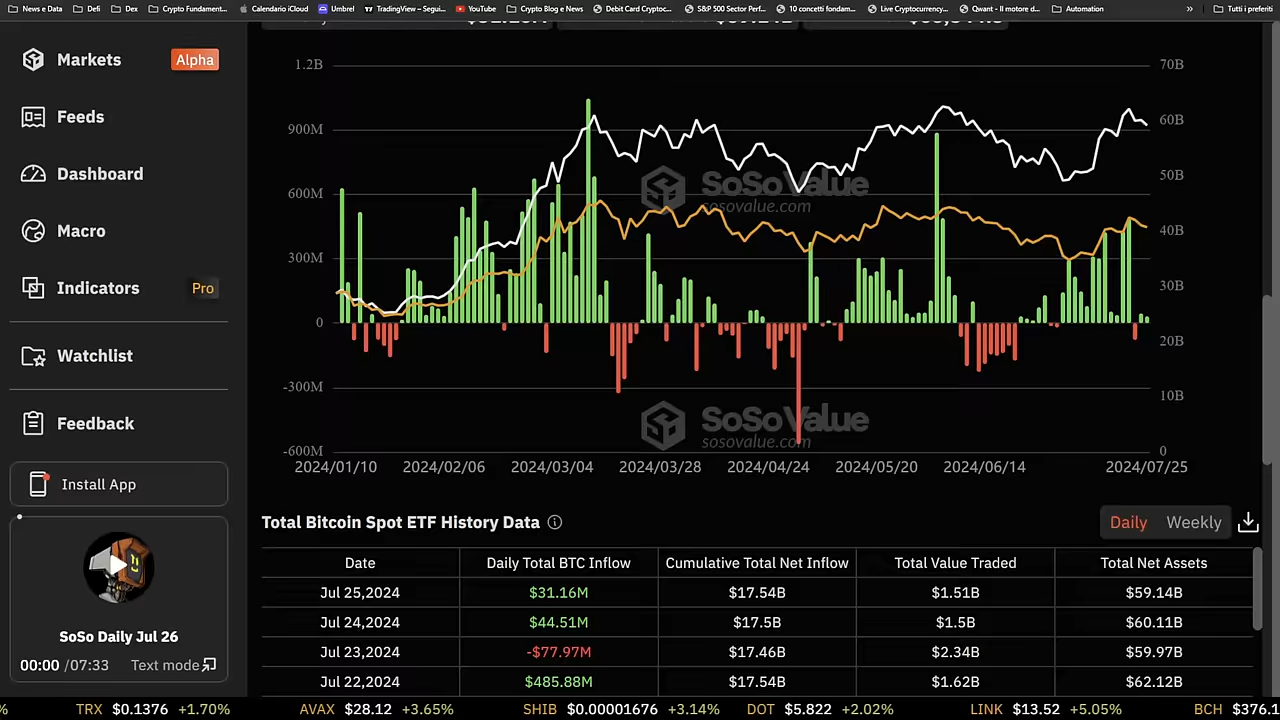 News e Data Defi Dex Crypto Fundament... Calendario iCloud Umbrel TradingView – Segui... YouTube Crypto Blog e News Debit Card Cryptoc... S&P 500 Sector Perf... 10 concetti fondam... Live Cryptocurrency... Qwant - Il motore d... Automation » Tutti i preferiti
Markets Alpha
Feeds
Dashboard
Macro
Indicators Pro
Watchlist
Feedback
Install App
SoSo Daily Jul 26
00:00 /07:33 Text mode
1.2B 70B
900M 60B
600M 50B
300M 40B
0 30B
-300M 20B
-600M 10B
0
SoSoValue
sosovalue.com
SoSoValue
sosovalue.com
2024/01/10 2024/02/06 2024/03/04 2024/03/28 2024/04/24 2024/05/20 2024/06/14 2024/07/25
Total Bitcoin Spot ETF History Data Daily Weekly
Date Daily Total BTC Inflow Cumulative Total Net Inflow Total Value Traded Total Net Assets
Jul 25,2024 $31.16M $17.54B $1.51B $59.14B
Jul 24,2024 $44.51M $17.5B $1.5B $60.11B
Jul 23,2024 -$77.97M $17.46B $2.34B $59.97B
Jul 22,2024 $485.88M $17.54B $1.62B $62.12B
% TRX $0.1376 +1.70% AVAX $28.12 +3.65% SHIB $0.00001676 +3.14% DOT $5.822 +2.02% LINK $13.52 +5.05% BCH $376.1